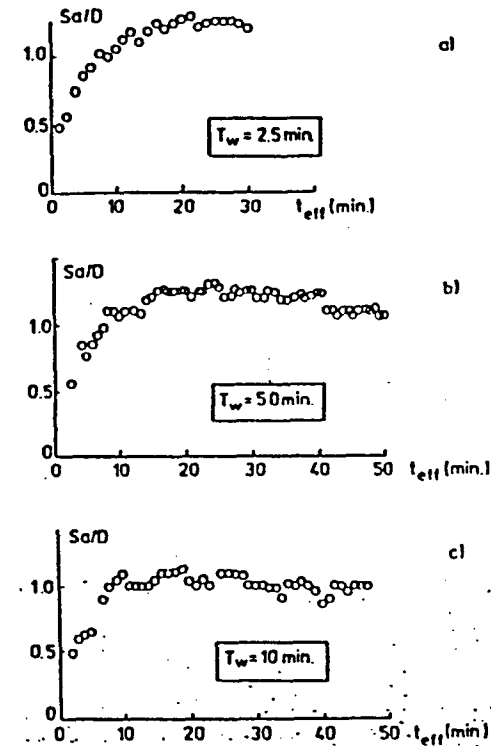 Sa/D
a)
1.0
0.5
T_w = 2.5 min.
0
0 10 20 30 t_eff (min.)
Sa/D
b)
1.0
0.5
T_w = 50 min.
0
0 10 20 30 40 50
t_eff (min.)
Sa/D
c)
1.0
0.5
T_w = 10 min.
0
0 10 20 30 40 50 t_eff (min)